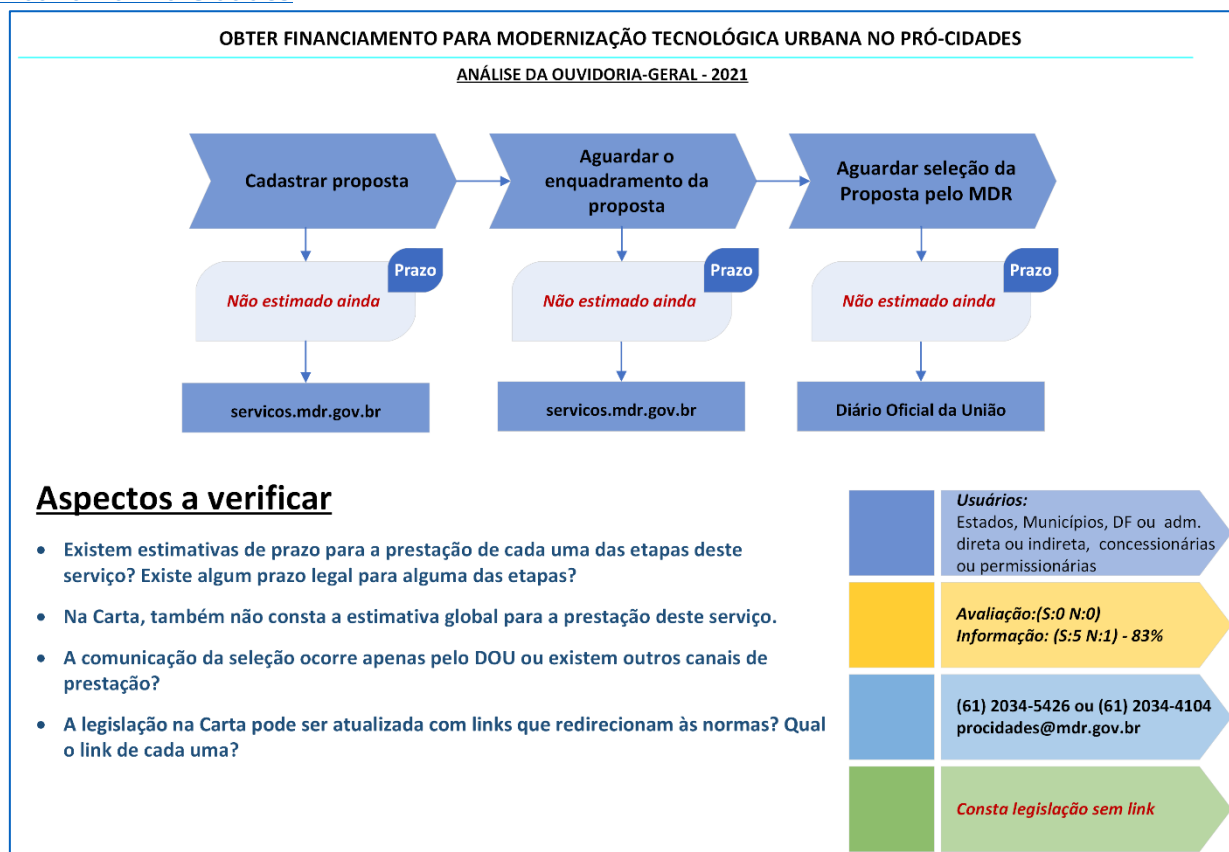 OBTER FINANCIAMENTO PARA MODERNIZAÇÃO TECNOLÓGICA URBANA NO PRÓ-CIDADES
ANÁLISE DA OUVIDORIA-GERAL - 2021
Cadastrar proposta
Aguardar o
enquadramento da
proposta
Aguardar seleção da
Proposta pelo MDR
Prazo
Não estimado ainda
Prazo
Não estimado ainda
Prazo
Não estimado ainda
servicos.mdr.gov.br
servicos.mdr.gov.br
Diário Oficial da União
Aspectos a verificar
• Existem estimativas de prazo para a prestação de cada uma das etapas deste
serviço? Existe algum prazo legal para alguma das etapas?
• Na Carta, também não consta a estimativa global para a prestação deste serviço.
• A comunicação da seleção ocorre apenas pelo DOU ou existem outros canais de
prestação?
• A legislação na Carta pode ser atualizada com links que redirecionam às normas? Qual
o link de cada uma?
Usuários:
Estados, Municípios, DF ou adm.
direta ou indireta, concessionárias
ou permissionárias
Avaliação:(S:0 N:0)
Informação: (S:5 N:1) - 83%
(61) 2034-5426 ou (61) 2034-4104
procidades@mdr.gov.br
Consta legislação sem link